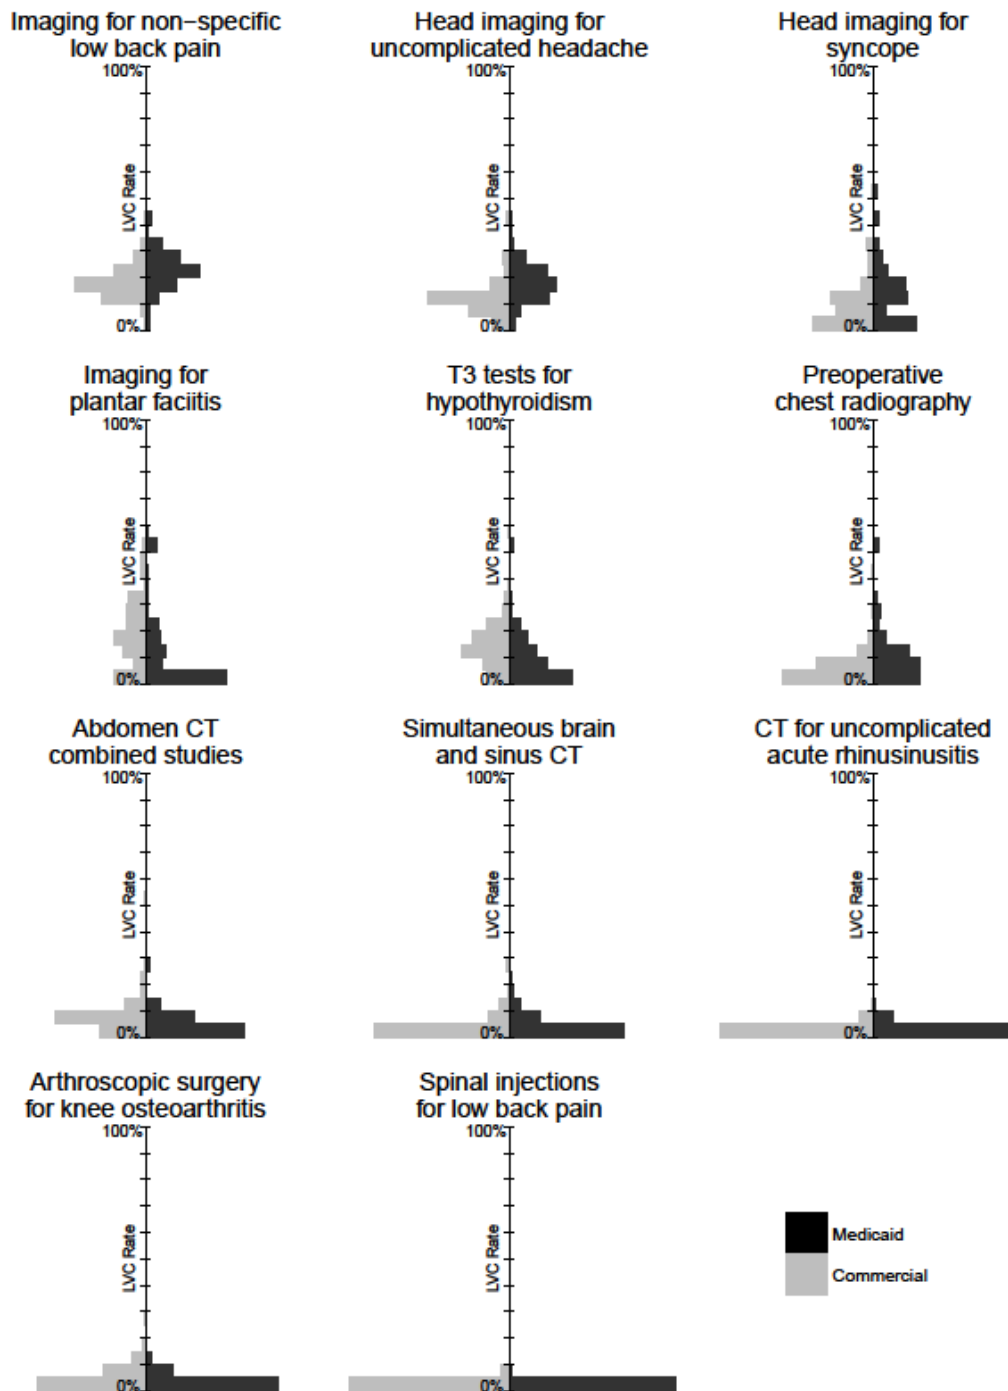 Imaging for non−specific
low back pain
100%
LVC Rate
0%
Head imaging for
uncomplicated headache
100%
LVC Rate
0%
Head imaging for
syncope
100%
LVC Rate
0%
Imaging for
plantar faciitis
100%
LVC Rate
0%
T3 tests for
hypothyroidism
100%
LVC Rate
0%
Preoperative
chest radiography
100%
LVC Rate
0%
Abdomen CT
combined studies
100%
LVC Rate
0%
Simultaneous brain
and sinus CT
100%
LVC Rate
0%
CT for uncomplicated
acute rhinusinusitis
100%
LVC Rate
0%
Arthroscopic surgery
for knee osteoarthritis
100%
LVC Rate
0%
Spinal injections
for low back pain
100%
LVC Rate
0%
Medicaid
Commercial